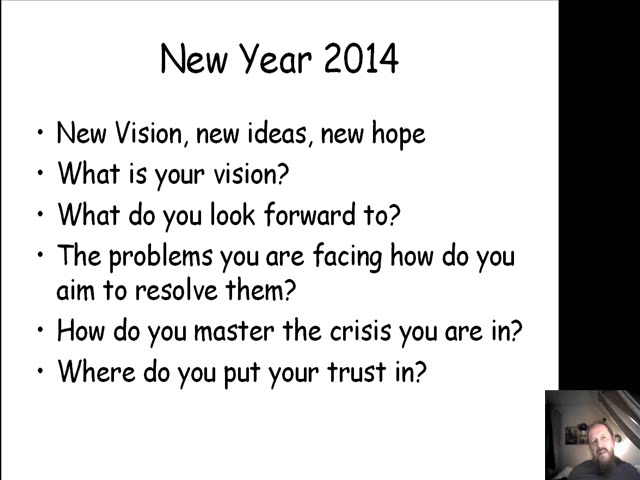 New Year 2014
• New Vision, new ideas, new hope
• What is your vision?
• What do you look forward to?
• The problems you are facing how do you
aim to resolve them?
• How do you master the crisis you are in?
• Where do you put your trust in?